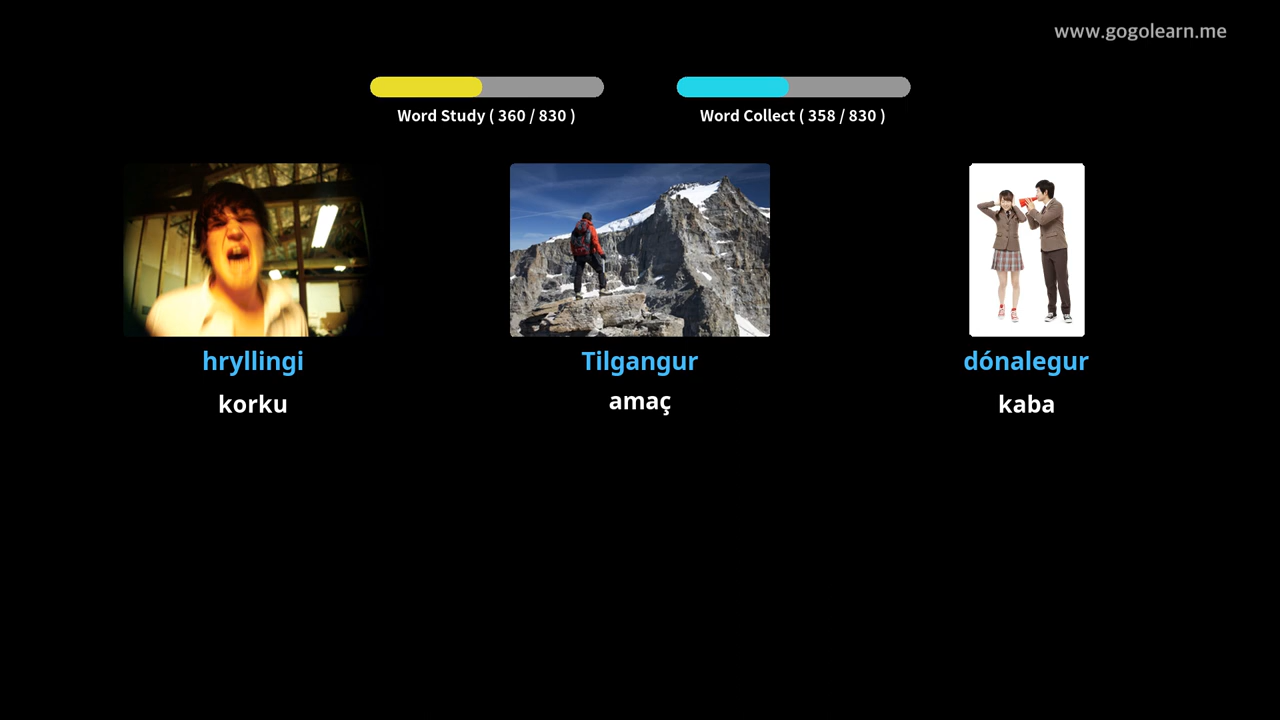 www.gogolearn.me
Word Study ( 360 / 830 )
Word Collect ( 358 / 830 )
hryllingi
Tilgangur
dónalegur
korku
amaç
kaba